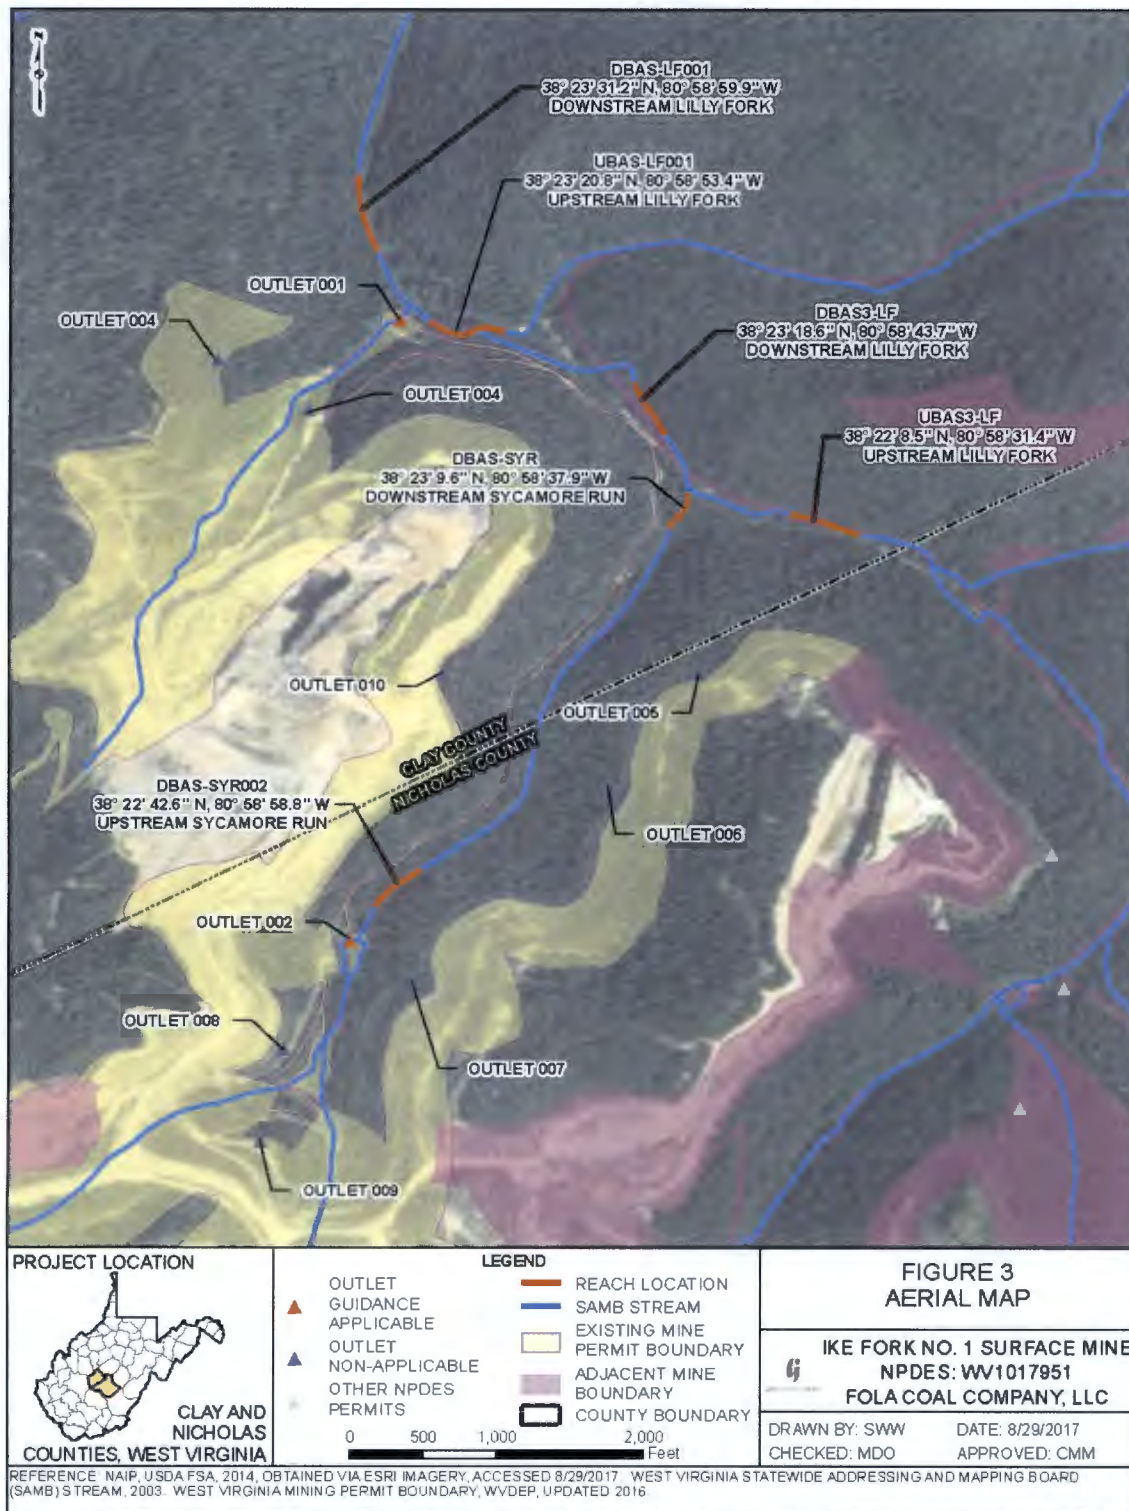 N
DBAS-LF001
38° 23' 31.2" N, 80° 58' 59.9" W
DOWNSTREAM LILLY FORK
UBAS-LF001
38° 23' 20.8" N, 80° 58' 53.4" W
UPSTREAM LILLY FORK
OUTLET 001
OUTLET 004
DBAS3-LF
38° 23' 18.6" N, 80° 58' 43.7" W
DOWNSTREAM LILLY FORK
OUTLET 004
UBAS3-LF
38° 22' 8.5" N, 80° 58' 31.4" W
UPSTREAM LILLY FORK
DBAS-SYR
38° 23' 9.6" N, 80° 58' 37.9" W
DOWNSTREAM SYCAMORE RUN
OUTLET 010
OUTLET 005
CLAY COUNTY
NICHOLAS COUNTY
DBAS-SYR002
38° 22' 42.6" N, 80° 58' 58.8" W
UPSTREAM SYCAMORE RUN
OUTLET 006
OUTLET 002
OUTLET 008
OUTLET 007
OUTLET 009
PROJECT LOCATION
CLAY AND
NICHOLAS
COUNTIES, WEST VIRGINIA
LEGEND
OUTLET
GUIDANCE
APPLICABLE
OUTLET
NON-APPLICABLE
OTHER NPDES
PERMITS
REACH LOCATION
SAMB STREAM
EXISTING MINE
PERMIT BOUNDARY
ADJACENT MINE
BOUNDARY
COUNTY BOUNDARY
0 500 1,000 2,000
Feet
FIGURE 3
AERIAL MAP
IKE FORK NO. 1 SURFACE MINE
NPDES: WV1017951
FOLA COAL COMPANY, LLC
DRAWN BY: SWW DATE: 8/29/2017
CHECKED: MDO APPROVED: CMM
REFERENCE: NAIP, USDA FSA, 2014, OBTAINED VIA ESRI IMAGERY, ACCESSED 8/29/2017. WEST VIRGINIA STATEWIDE ADDRESSING AND MAPPING BOARD
(SAMB) STREAM, 2003. WEST VIRGINIA MINING PERMIT BOUNDARY, WVDEP, UPDATED 2016.